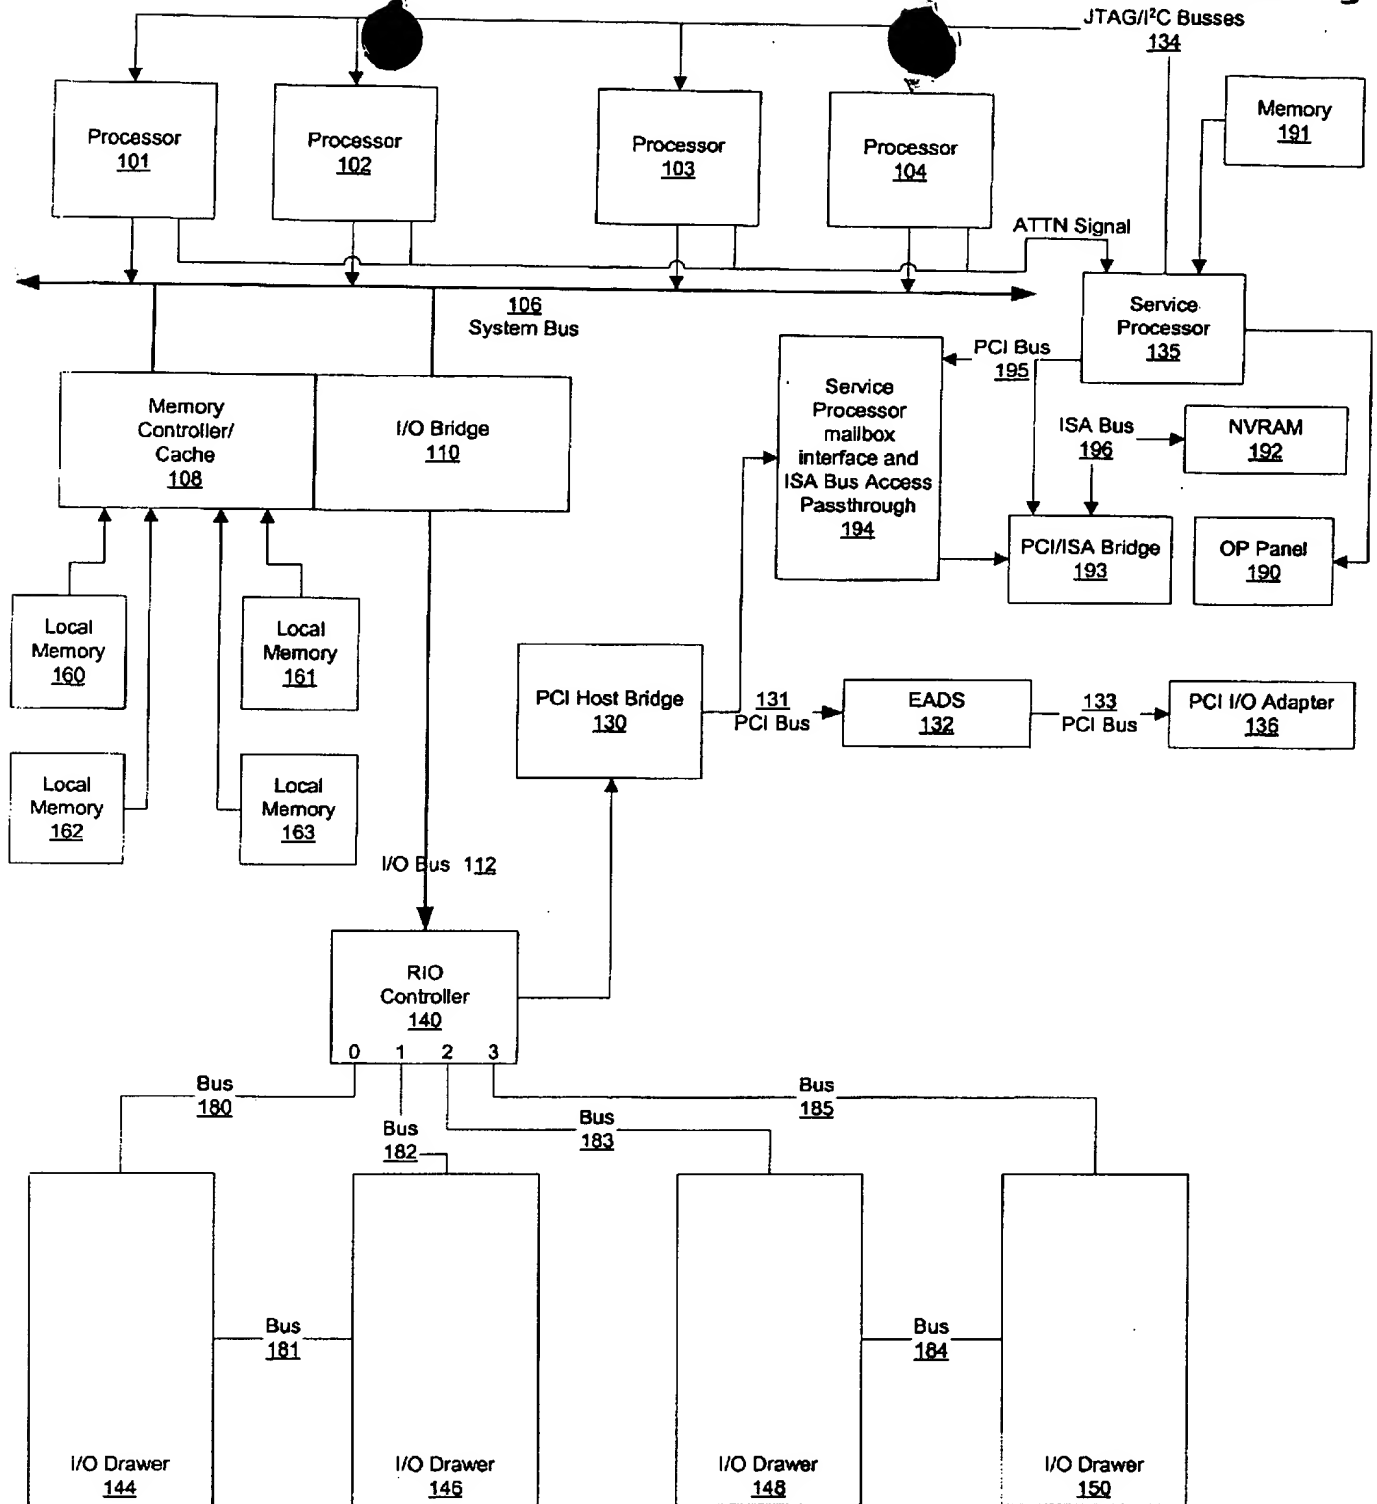 JTAG/I²C Busses
134
Processor
101
Processor
102
Processor
103
Processor
104
Memory
191
ATTN Signal
106
System Bus
Service
Processor
135
PCI Bus
195
Service
Processor
mailbox
interface and
ISA Bus Access
Passthrough
194
Memory
Controller/
Cache
108
I/O Bridge
110
ISA Bus
196
NVRAM
192
PCI/ISA Bridge
193
OP Panel
190
Local
Memory
160
Local
Memory
161
PCI Host Bridge
130
131
PCI Bus
EADS
132
133
PCI Bus
PCI I/O Adapter
136
Local
Memory
162
Local
Memory
163
I/O Bus 112
RIO
Controller
140
0 1 2 3
Bus
180
Bus
182
Bus
183
Bus
185
Bus
181
Bus
184
I/O Drawer
144
I/O Drawer
146
I/O Drawer
148
I/O Drawer
150